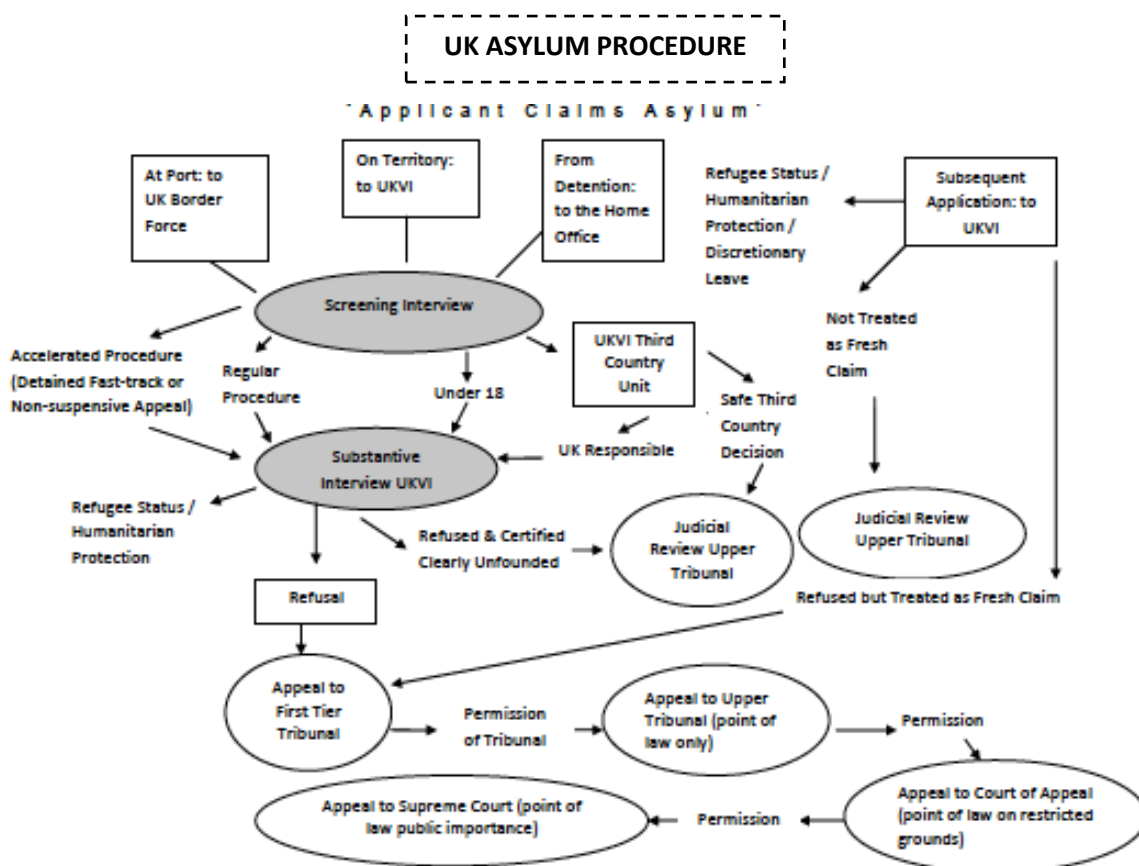 UK ASYLUM PROCEDURE
"Applicant Claims Asylum"
At Port: to
UK Border
Force
On Territory:
to UKVI
From
Detention:
to the Home
Office
Refugee Status /
Humanitarian
Protection /
Discretionary
Leave
Subsequent
Application: to
UKVI
Screening Interview
Not Treated
as Fresh
Claim
Accelerated Procedure
(Detained Fast-track or
Non-suspensive Appeal)
Regular
Procedure
Under 18
UKVI Third
Country
Unit
Safe Third
Country
Decision
UK Responsible
Substantive
Interview UKVI
Refugee Status /
Humanitarian
Protection
Refused & Certified
Clearly Unfounded
Judicial
Review Upper
Tribunal
Judicial Review
Upper Tribunal
Refusal
Refused but Treated as Fresh Claim
Appeal to
First Tier
Tribunal
Permission
of Tribunal
Appeal to Upper
Tribunal (point of
law only)
Permission
Appeal to Court of Appeal
(point of law on restricted
grounds)
Permission
Appeal to Supreme Court (point of
law public importance)